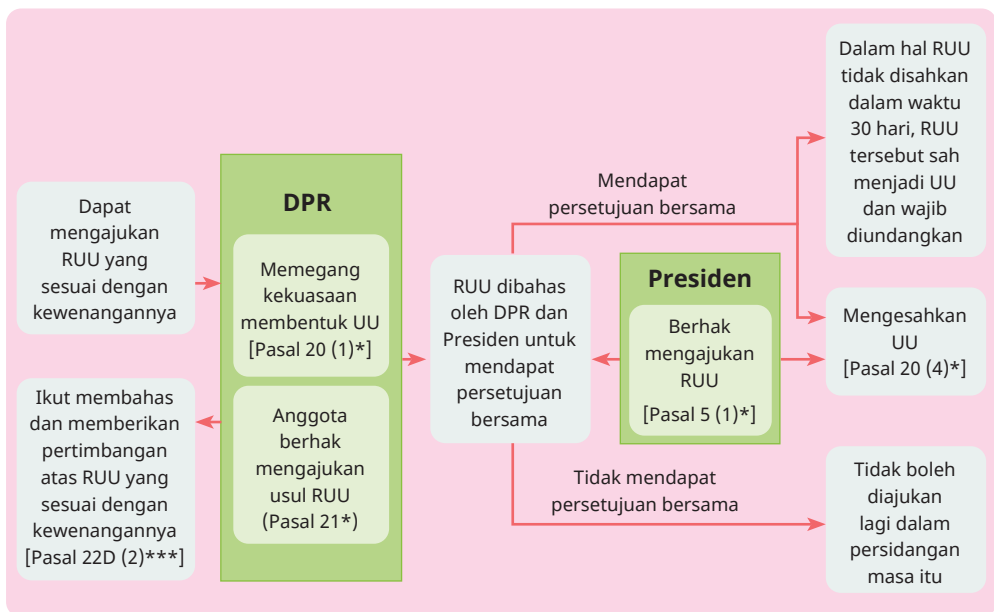 Dapat
mengajukan
RUU yang
sesuai dengan
kewenangannya
Ikut membahas
dan memberikan
pertimbangan
atas RUU yang
sesuai dengan
kewenangannya
[Pasal 22D (2)***]
DPR
Memegang
kekuasaan
membentuk UU
[Pasal 20 (1)*]
Anggota
berhak
mengajukan
usul RUU
(Pasal 21*)
RUU dibahas
oleh DPR dan
Presiden untuk
mendapat
persetujuan
bersama
Mendapat
persetujuan bersama
Presiden
Berhak
mengajukan
RUU
[Pasal 5 (1)*]
Tidak mendapat
persetujuan bersama
Dalam hal RUU
tidak disahkan
dalam waktu
30 hari, RUU
tersebut sah
menjadi UU
dan wajib
diundangkan
Mengesahkan
UU
[Pasal 20 (4)*]
Tidak boleh
diajukan
lagi dalam
persidangan
masa itu